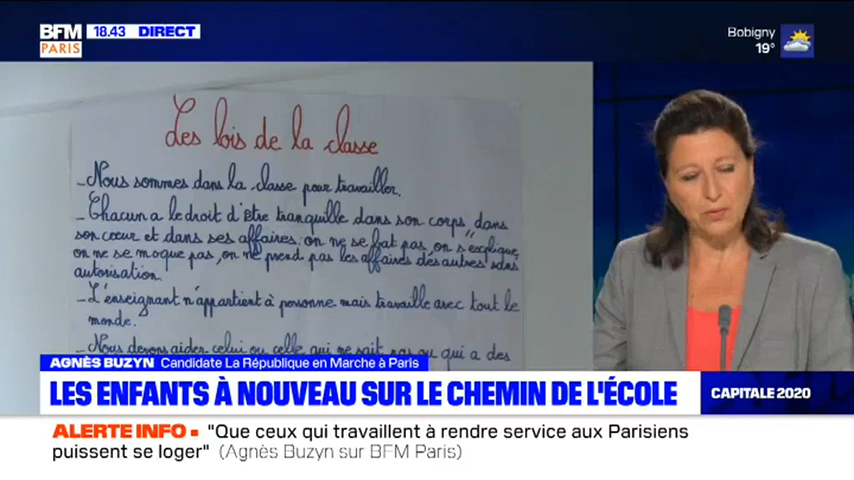 BFM
PARIS
18.43 DIRECT
Bobigny
19°
Les lois de la classe
- Nous sommes dans la classe pour travailler.
- Chacun a le droit d'être tranquille dans son corps, dans
son cœur et dans ses affaires. on ne se bat pas, on s'explique,
on ne se moque pas, on ne prend pas les affaires des autres sans
autorisation.
- L'enseignant n'appartient à personne mais travaille avec tout le
monde.
- Nous devons aider celui ou celle qui ne sait pas ou qui a des
AGNÈS BUZYN Candidate La République en Marche à Paris
LES ENFANTS À NOUVEAU SUR LE CHEMIN DE L'ÉCOLE
CAPITALE 2020
ALERTE INFO "Que ceux qui travaillent à rendre service aux Parisiens
puissent se loger" (Agnès Buzyn sur BFM Paris)